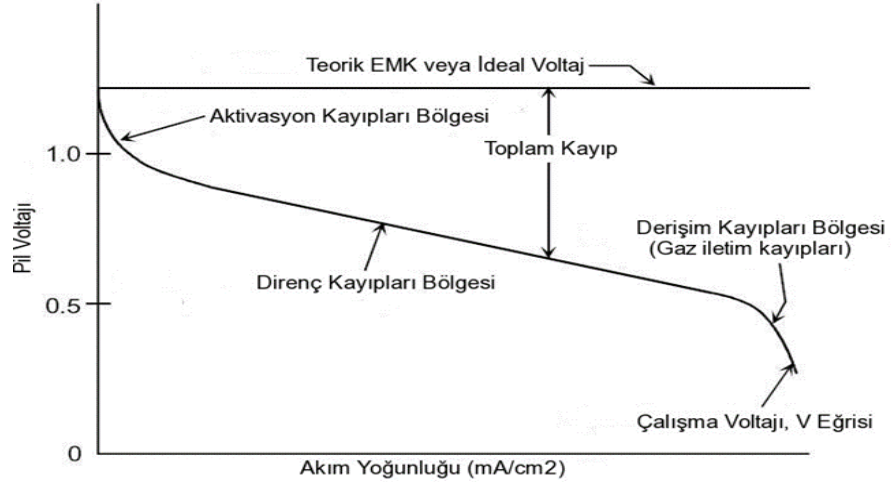 Teorik EMK veya İdeal Voltaj
Aktivasyon Kayıpları Bölgesi
Toplam Kayıp
1.0
Pil Voltajı
Derişim Kayıpları Bölgesi
(Gaz iletim kayıpları)
Direnç Kayıpları Bölgesi
0.5
Çalışma Voltajı, V Eğrisi
0
Akım Yoğunluğu (mA/cm2)